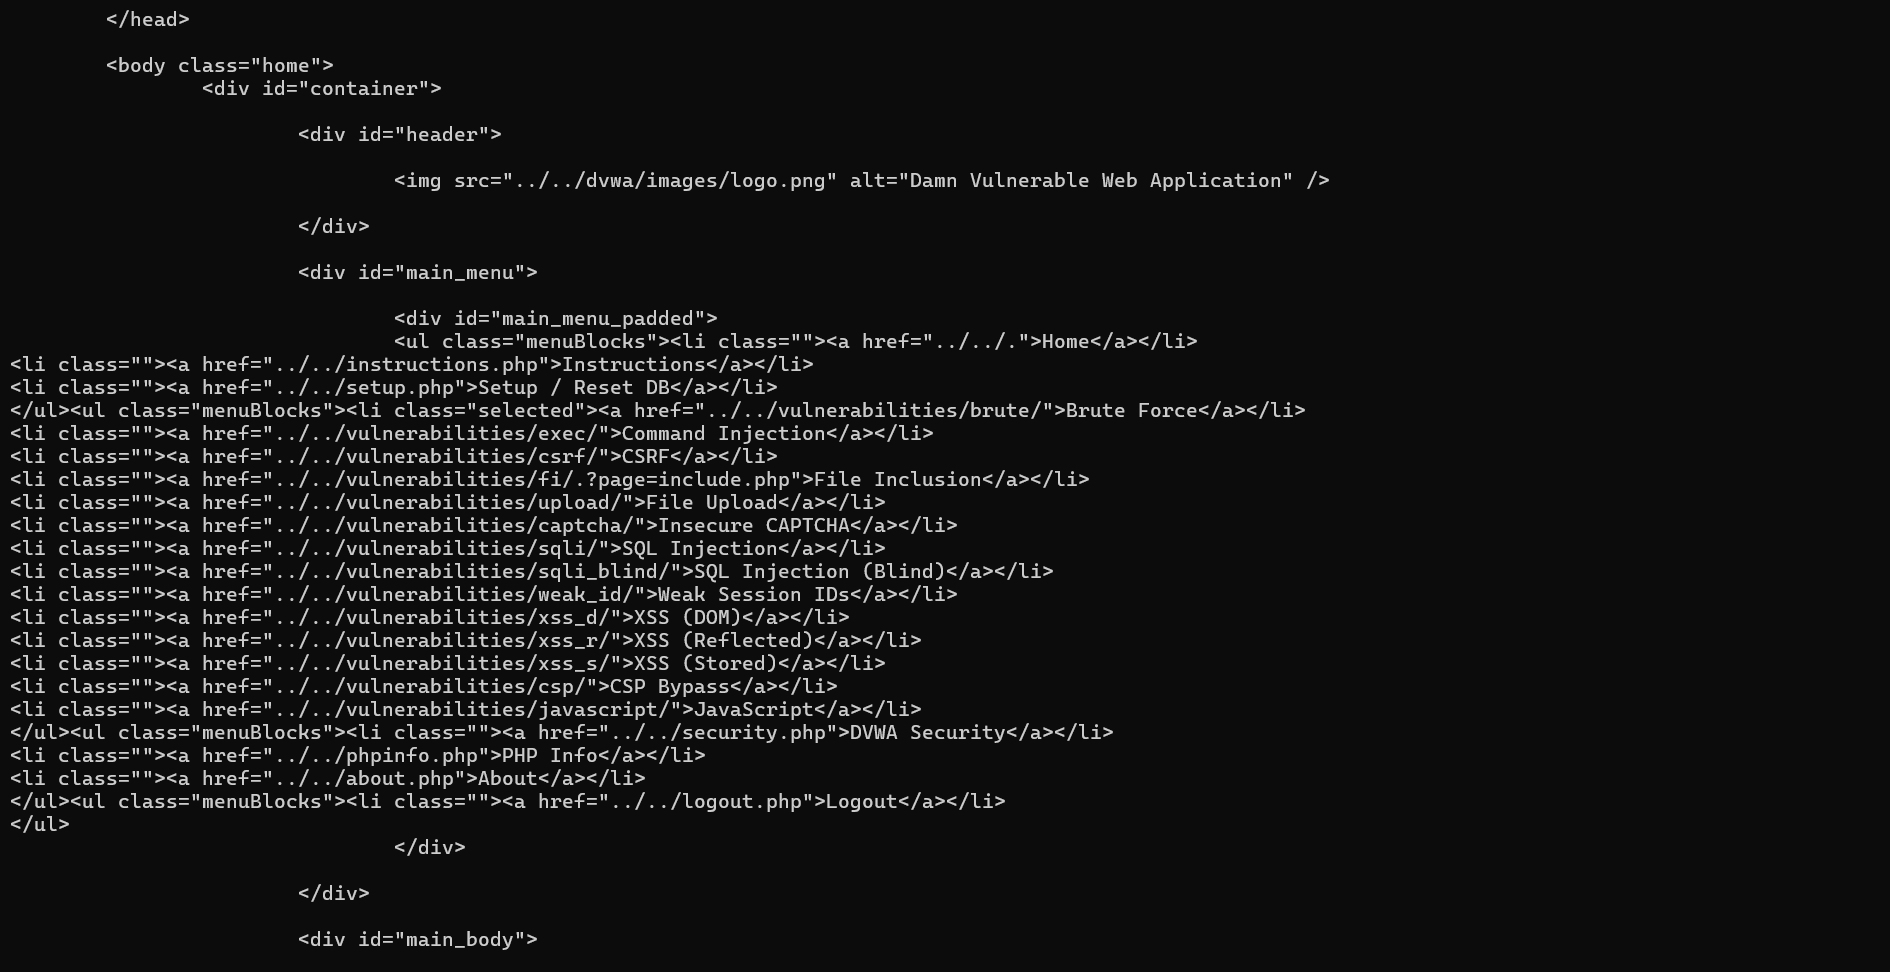 </head>
<body class="home">
<div id="container">
<div id="header">
<img src="../../dvwa/images/logo.png" alt="Damn Vulnerable Web Application" />
</div>
<div id="main_menu">
<div id="main_menu_padded">
<ul class="menuBlocks"><li class=""><a href="../../.">Home</a></li>
<li class=""><a href="../../instructions.php">Instructions</a></li>
<li class=""><a href="../../setup.php">Setup / Reset DB</a></li>
</ul><ul class="menuBlocks"><li class="selected"><a href="../../vulnerabilities/brute/">Brute Force</a></li>
<li class=""><a href="../../vulnerabilities/exec/">Command Injection</a></li>
<li class=""><a href="../../vulnerabilities/csrf/">CSRF</a></li>
<li class=""><a href="../../vulnerabilities/fi/.?page=include.php">File Inclusion</a></li>
<li class=""><a href="../../vulnerabilities/upload/">File Upload</a></li>
<li class=""><a href="../../vulnerabilities/captcha/">Insecure CAPTCHA</a></li>
<li class=""><a href="../../vulnerabilities/sqli/">SQL Injection</a></li>
<li class=""><a href="../../vulnerabilities/sqli_blind/">SQL Injection (Blind)</a></li>
<li class=""><a href="../../vulnerabilities/weak_id/">Weak Session IDs</a></li>
<li class=""><a href="../../vulnerabilities/xss_d/">XSS (DOM)</a></li>
<li class=""><a href="../../vulnerabilities/xss_r/">XSS (Reflected)</a></li>
<li class=""><a href="../../vulnerabilities/xss_s/">XSS (Stored)</a></li>
<li class=""><a href="../../vulnerabilities/csp/">CSP Bypass</a></li>
<li class=""><a href="../../vulnerabilities/javascript/">JavaScript</a></li>
</ul><ul class="menuBlocks"><li class=""><a href="../../security.php">DVWA Security</a></li>
<li class=""><a href="../../phpinfo.php">PHP Info</a></li>
<li class=""><a href="../../about.php">About</a></li>
</ul><ul class="menuBlocks"><li class=""><a href="../../logout.php">Logout</a></li>
</ul>
</div>
</div>
<div id="main_body">